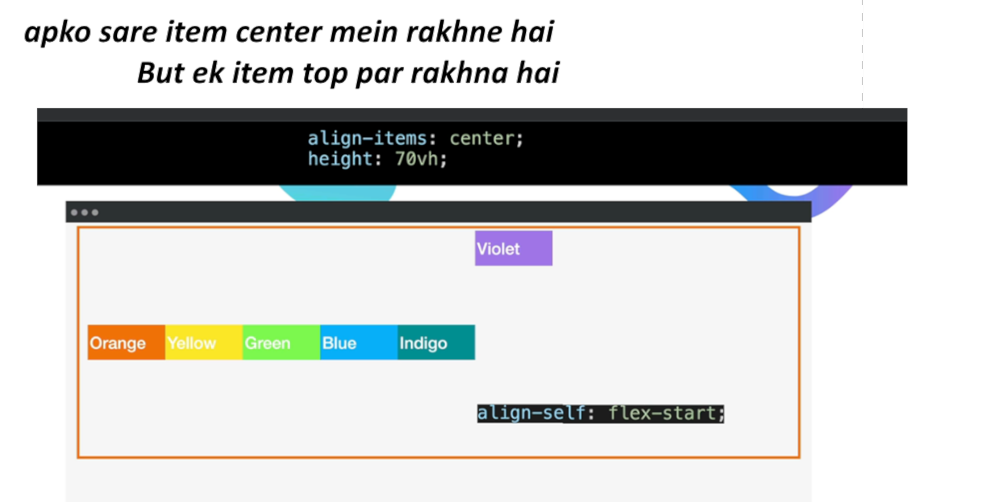 apko sare item center mein rakhne hai
But ek item top par rakhna hai
align-items: center;
height: 70vh;
Violet
Orange Yellow Green Blue Indigo
align-self: flex-start;